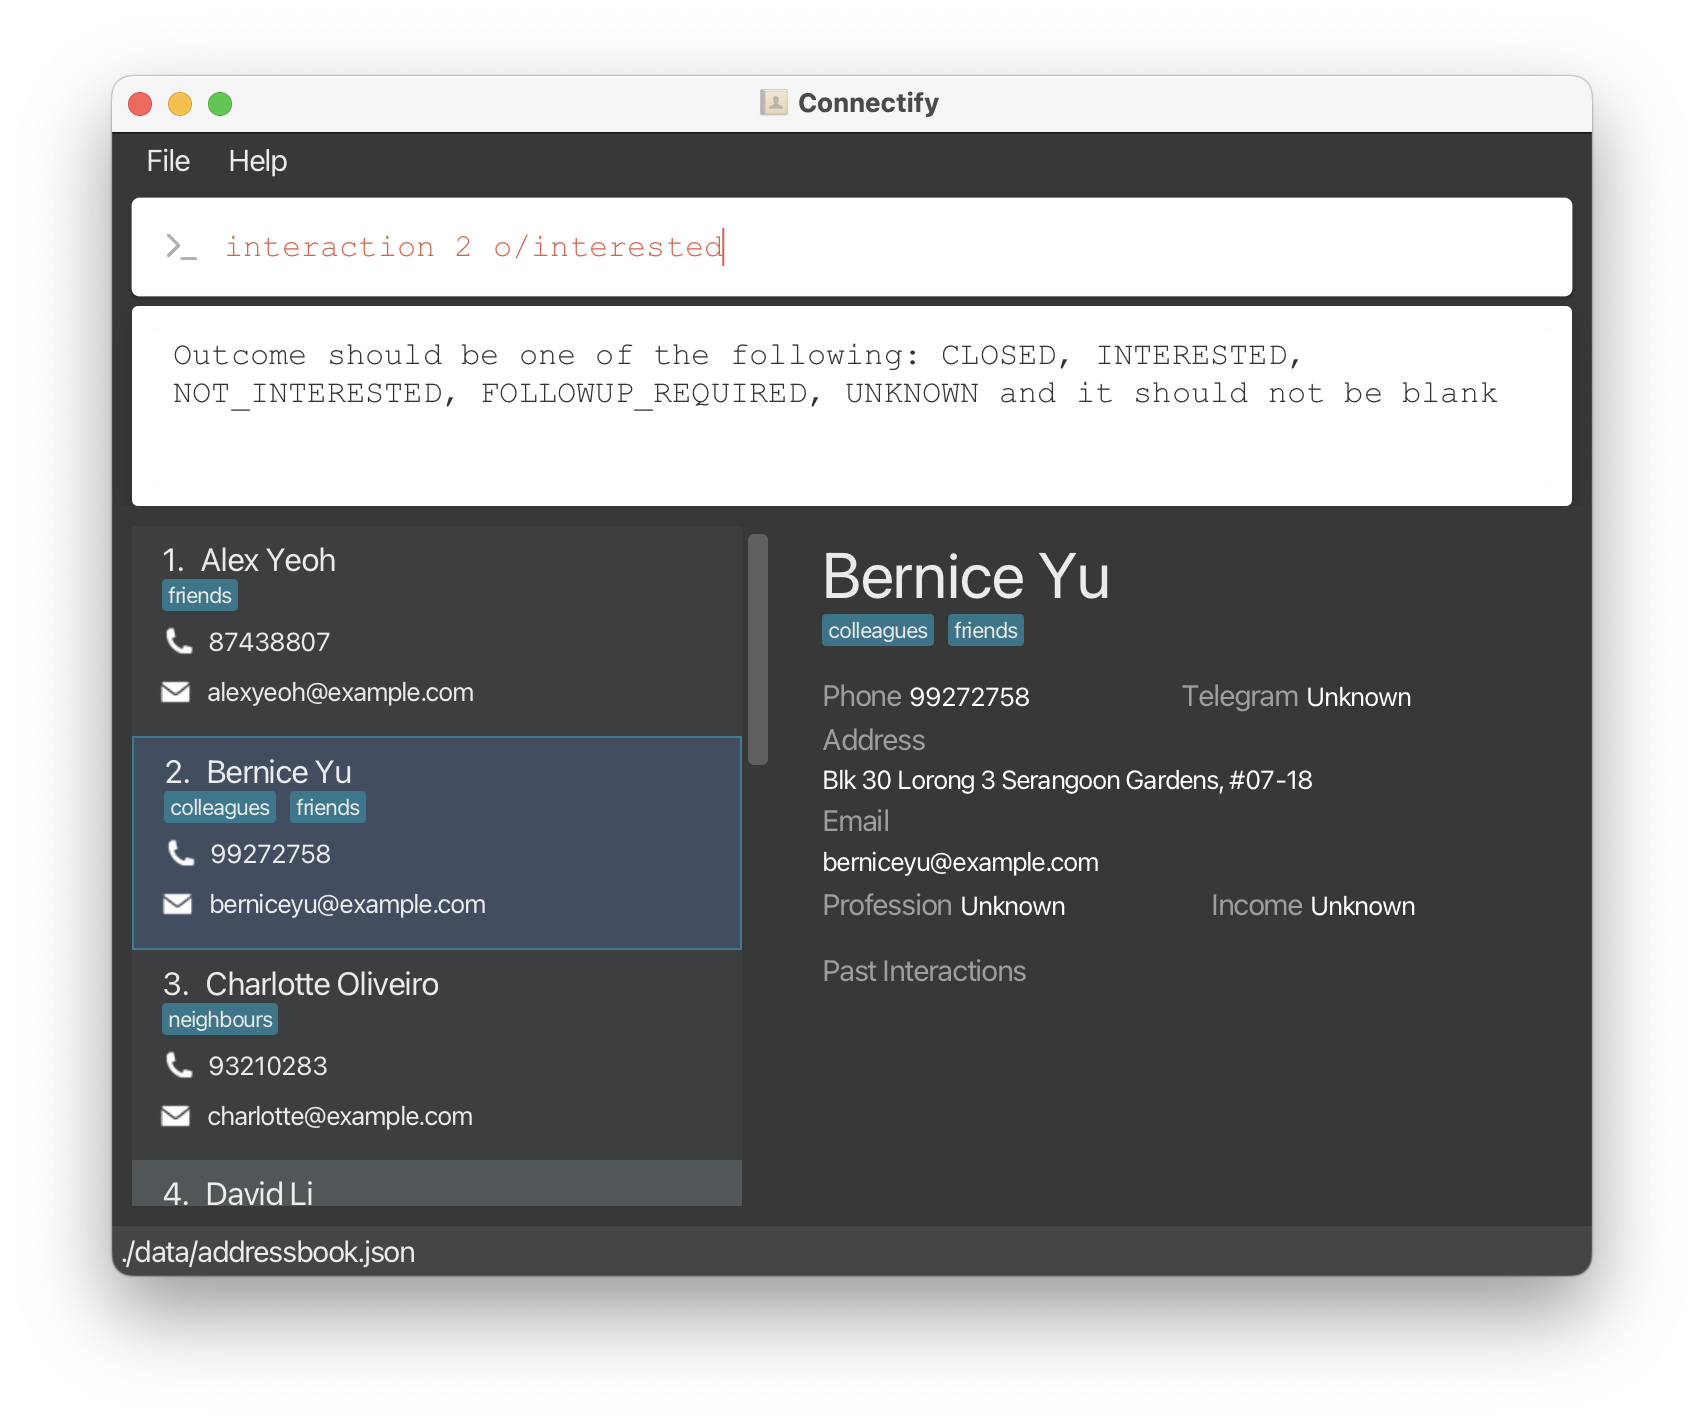 Connectify
File Help
>_ interaction 2 o/interested
Outcome should be one of the following: CLOSED, INTERESTED,
NOT_INTERESTED, FOLLOWUP_REQUIRED, UNKNOWN and it should not be blank
1. Alex Yeoh
friends
87438807
alexyeoh@example.com
2. Bernice Yu
colleagues friends
99272758
berniceyu@example.com
3. Charlotte Oliveiro
neighbours
93210283
charlotte@example.com
4. David Li
Bernice Yu
colleagues friends
Phone 99272758 Telegram Unknown
Address
Blk 30 Lorong 3 Serangoon Gardens, #07-18
Email
berniceyu@example.com
Profession Unknown Income Unknown
Past Interactions
./data/addressbook.json